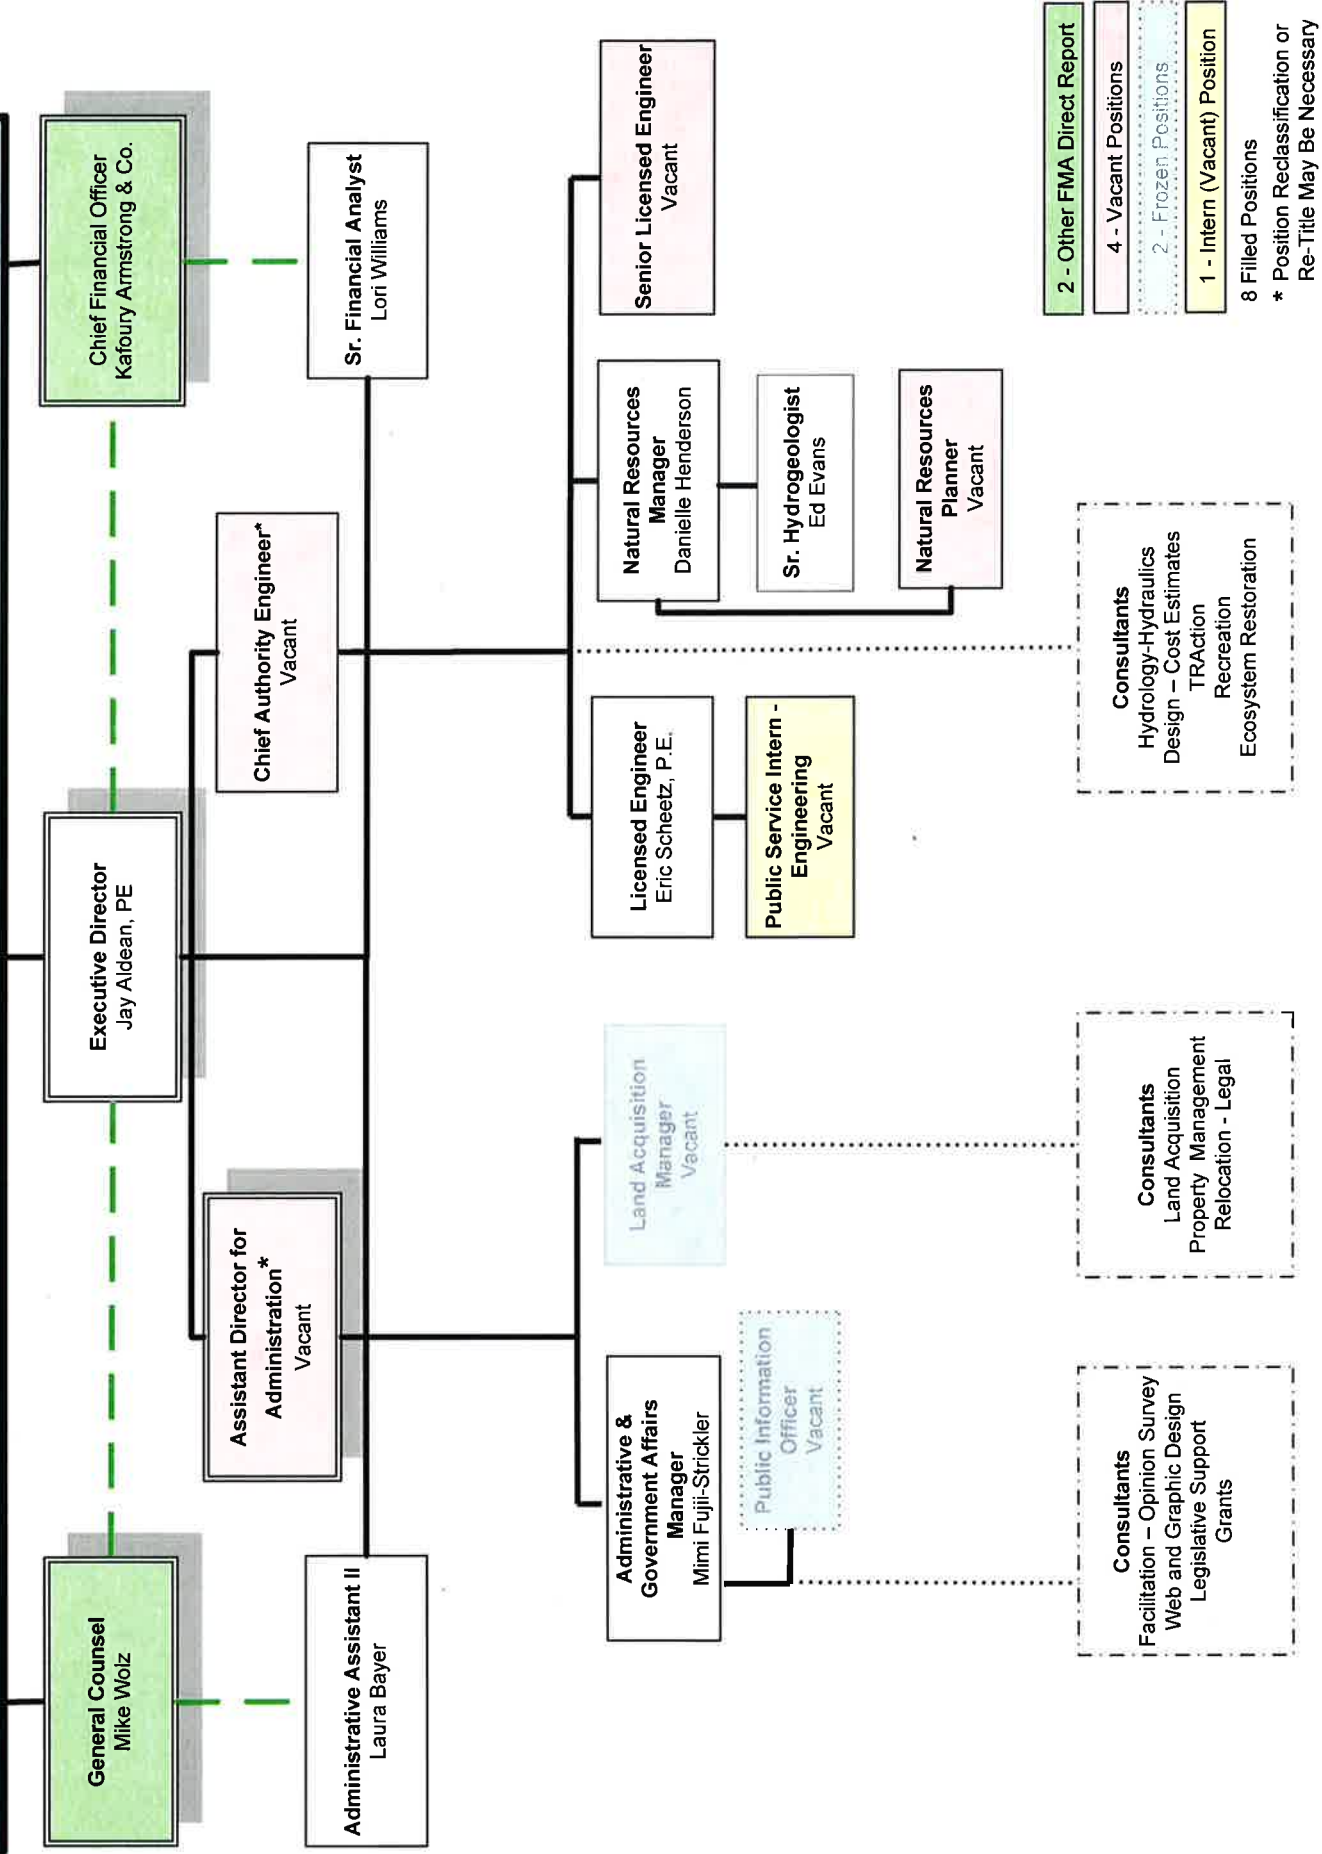 General Counsel
Mike Wolz
Executive Director
Jay Aldean, PE
Chief Financial Officer
Kafoury Armstrong & Co.
Assistant Director for
Administration*
Vacant
Chief Authority Engineer*
Vacant
Administrative Assistant II
Laura Bayer
Sr. Financial Analyst
Lori Williams
Administrative &
Government Affairs
Manager
Mimi Fujii-Strickler
Land Acquisition
Manager
Vacant
Licensed Engineer
Eric Scheetz, P.E.
Natural Resources
Manager
Danielle Henderson
Senior Licensed Engineer
Vacant
Public Information
Officer
Vacant
Public Service Intern -
Engineering
Vacant
Sr. Hydrogeologist
Ed Evans
Natural Resources
Planner
Vacant
Consultants
Facilitation – Opinion Survey
Web and Graphic Design
Legislative Support
Grants
Consultants
Land Acquisition
Property Management
Relocation - Legal
Consultants
Hydrology-Hydraulics
Design – Cost Estimates
TRAction
Recreation
Ecosystem Restoration
2 - Other FMA Direct Report
4 - Vacant Positions
2 - Frozen Positions
1 - Intern (Vacant) Position
8 Filled Positions
* Position Reclassification or
Re-Title May Be Necessary